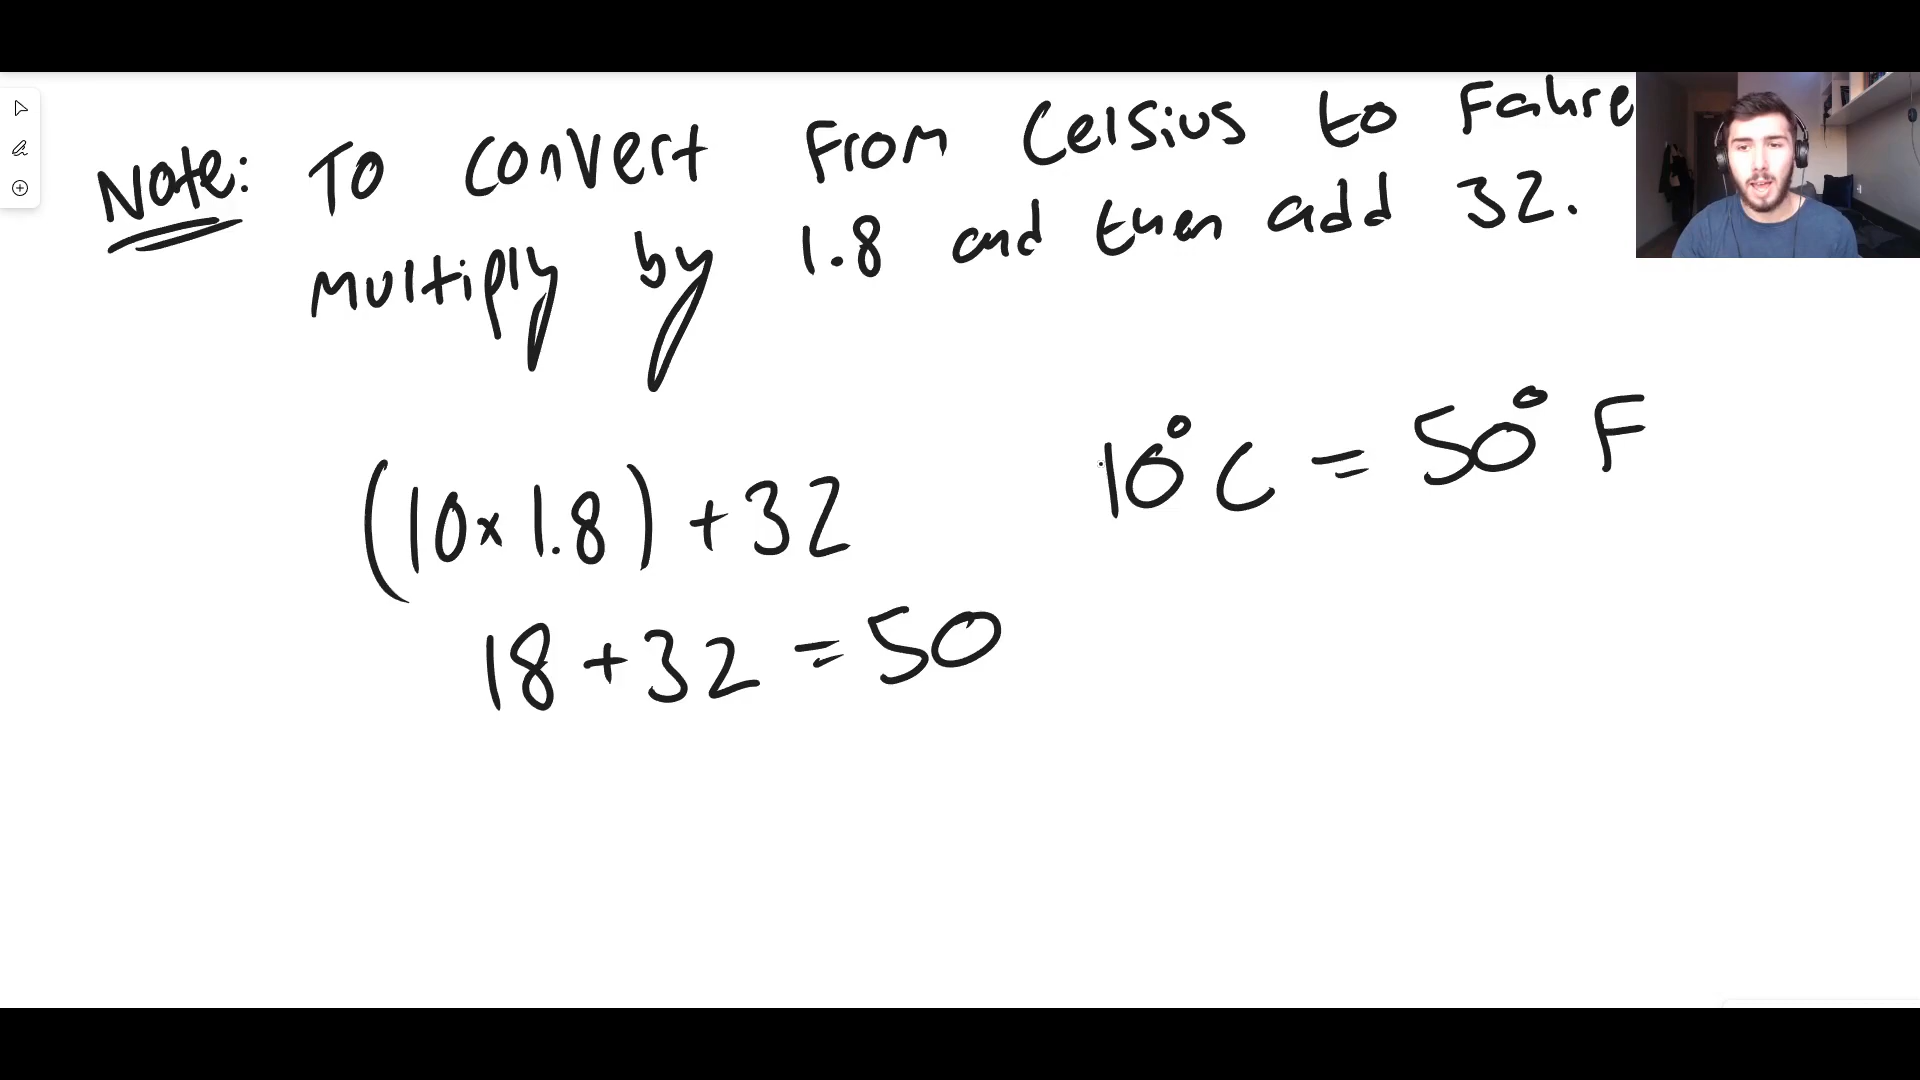 Note: To convert From Celsius to Fahre
multiply by 1.8 and then add 32.
10° C = 50° F
(10 x 1.8) + 32
18 + 32 = 50